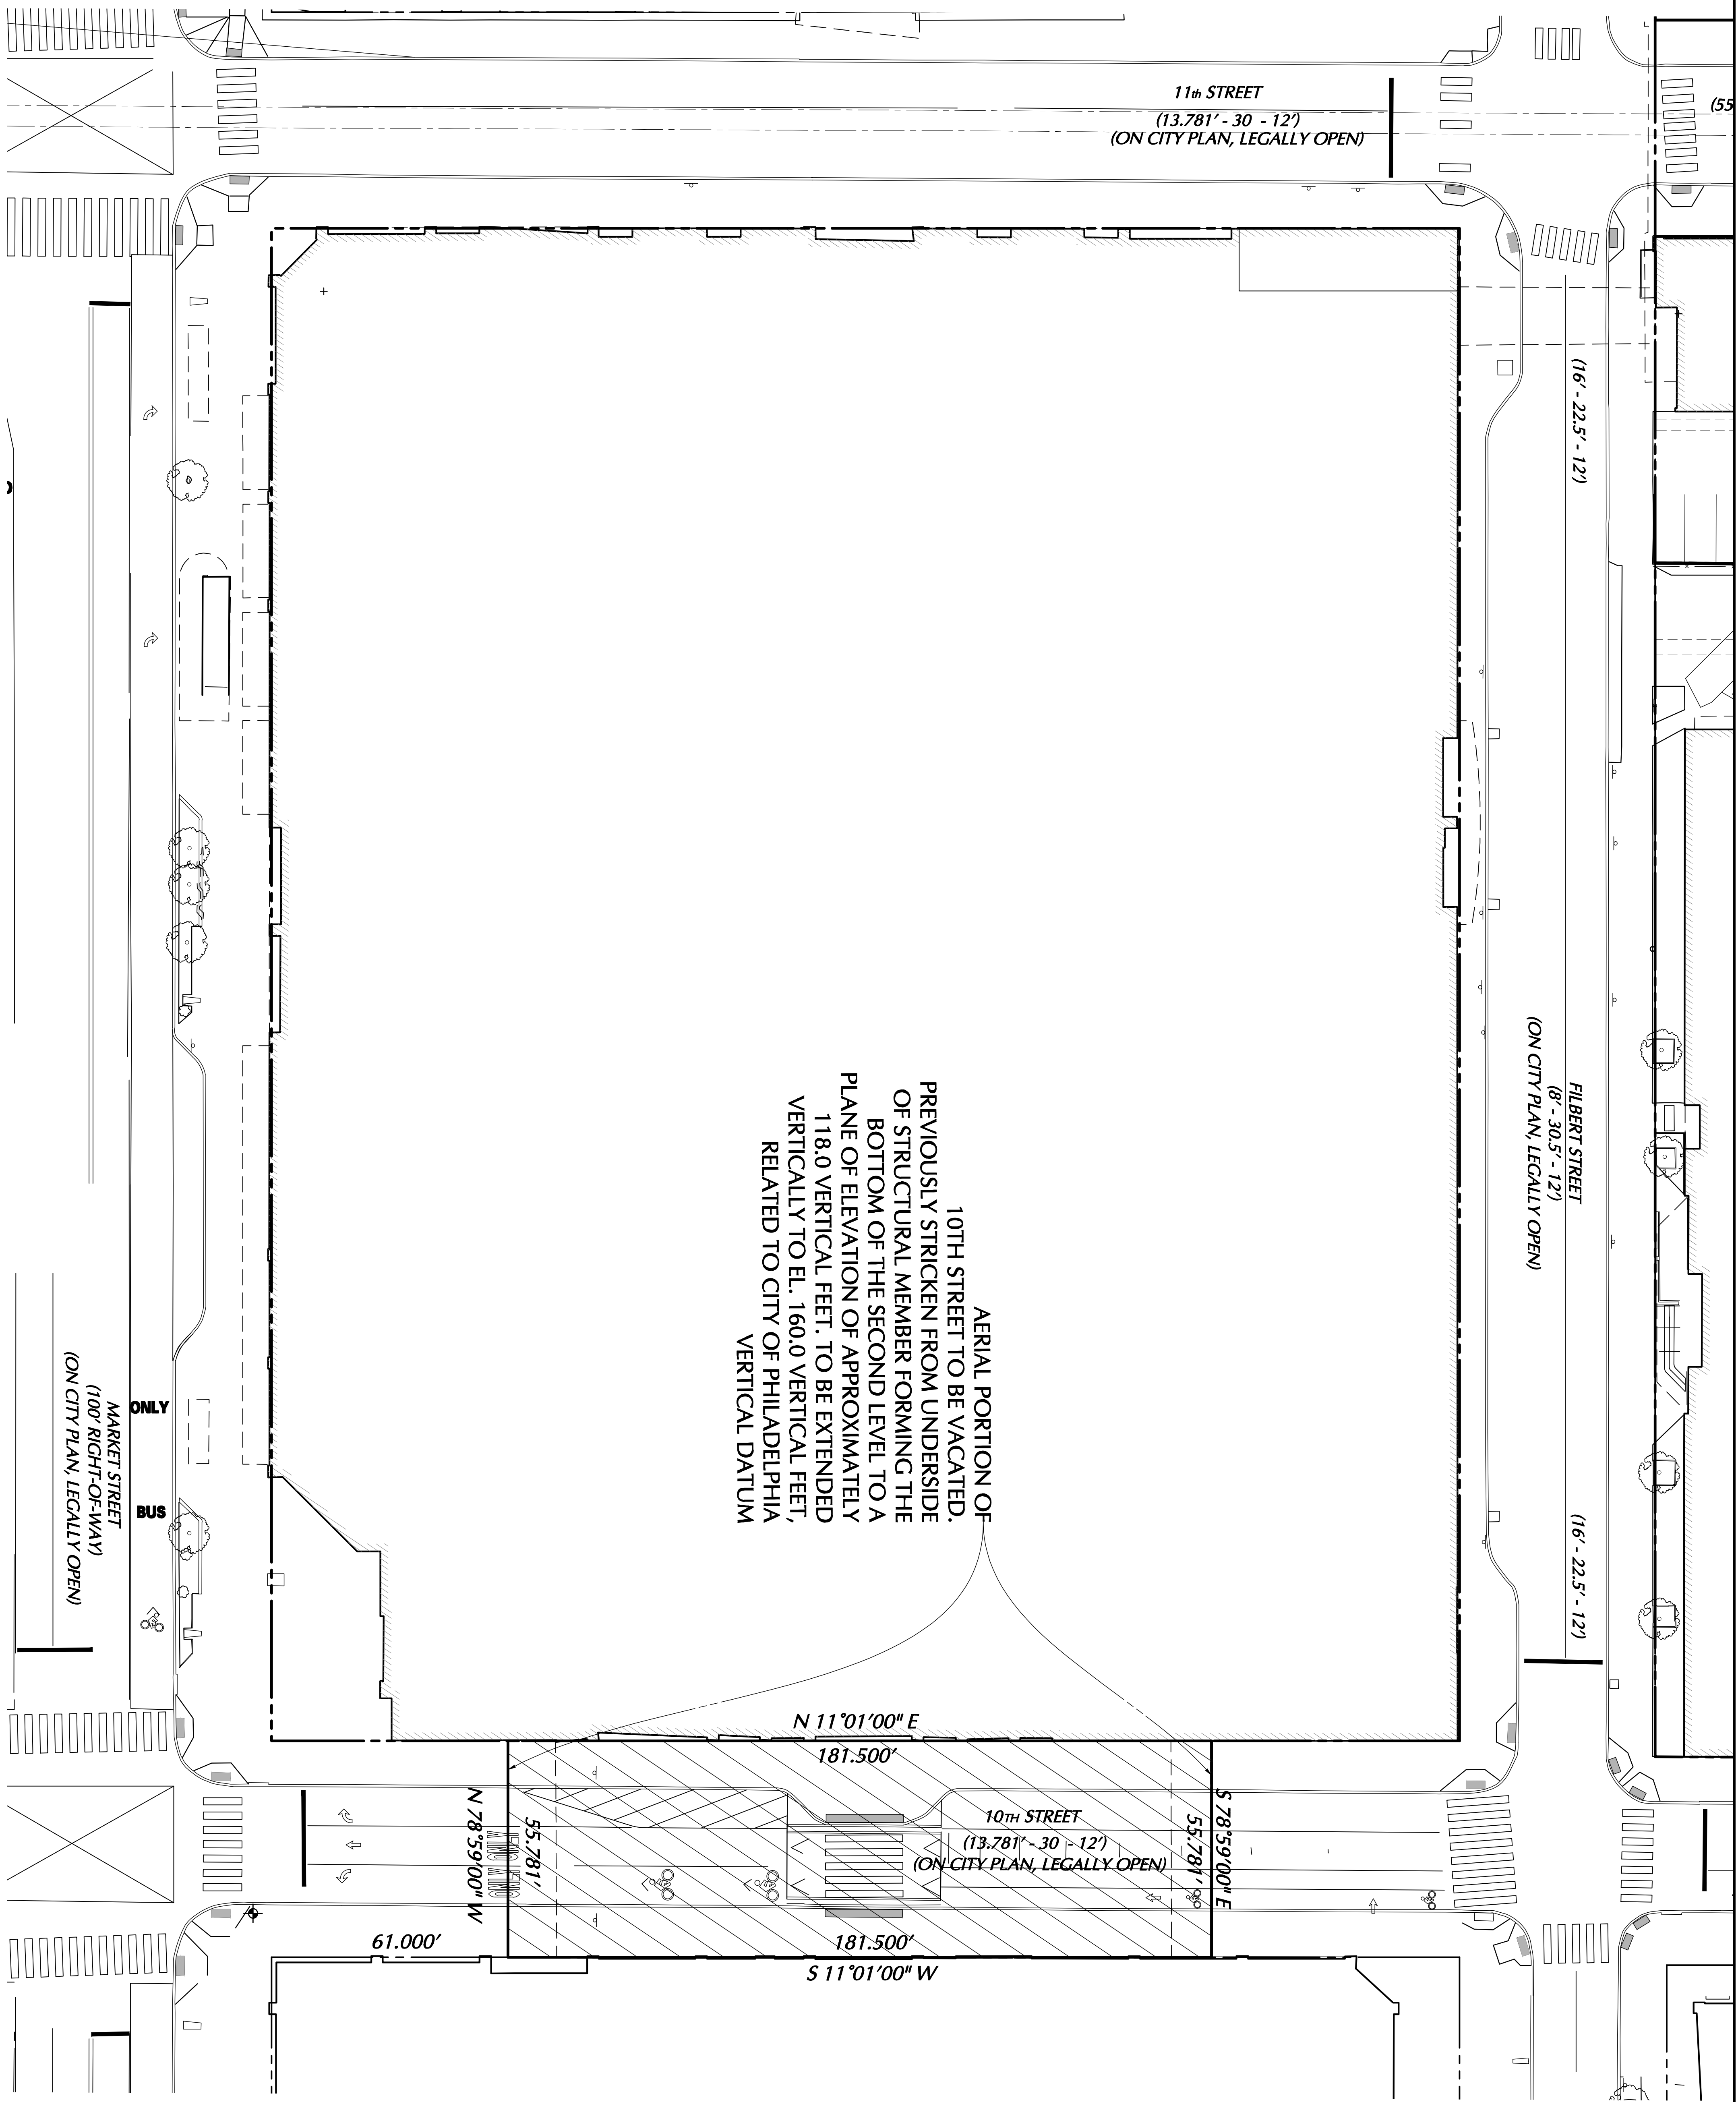 11th STREET
(13.781' - 30 - 12')
(ON CITY PLAN, LEGALLY OPEN)
(55
(16' - 22.5' - 12')
FILBERT STREET
(8' - 30.5' - 12')
(ON CITY PLAN, LEGALLY OPEN)
(16' - 22.5' - 12')
AERIAL PORTION OF
10TH STREET TO BE VACATED.
PREVIOUSLY STRICKEN FROM UNDERSIDE
OF STRUCTURAL MEMBER FORMING THE
BOTTOM OF THE SECOND LEVEL TO A
PLANE OF ELEVATION OF APPROXIMATELY
118.0 VERTICAL FEET. TO BE EXTENDED
VERTICALLY TO EL. 160.0 VERTICAL FEET,
RELATED TO CITY OF PHILADELPHIA
VERTICAL DATUM
MARKET STREET
(100' RIGHT-OF-WAY)
(ON CITY PLAN, LEGALLY OPEN)
ONLY
BUS
N 11°01'00" E
181.500'
N 78°59'00" W
55.781'
10TH STREET
(13.781' - 30 - 12')
(ON CITY PLAN, LEGALLY OPEN)
55.781'
S 78°59'00" E
61.000'
181.500'
S 11°01'00" W